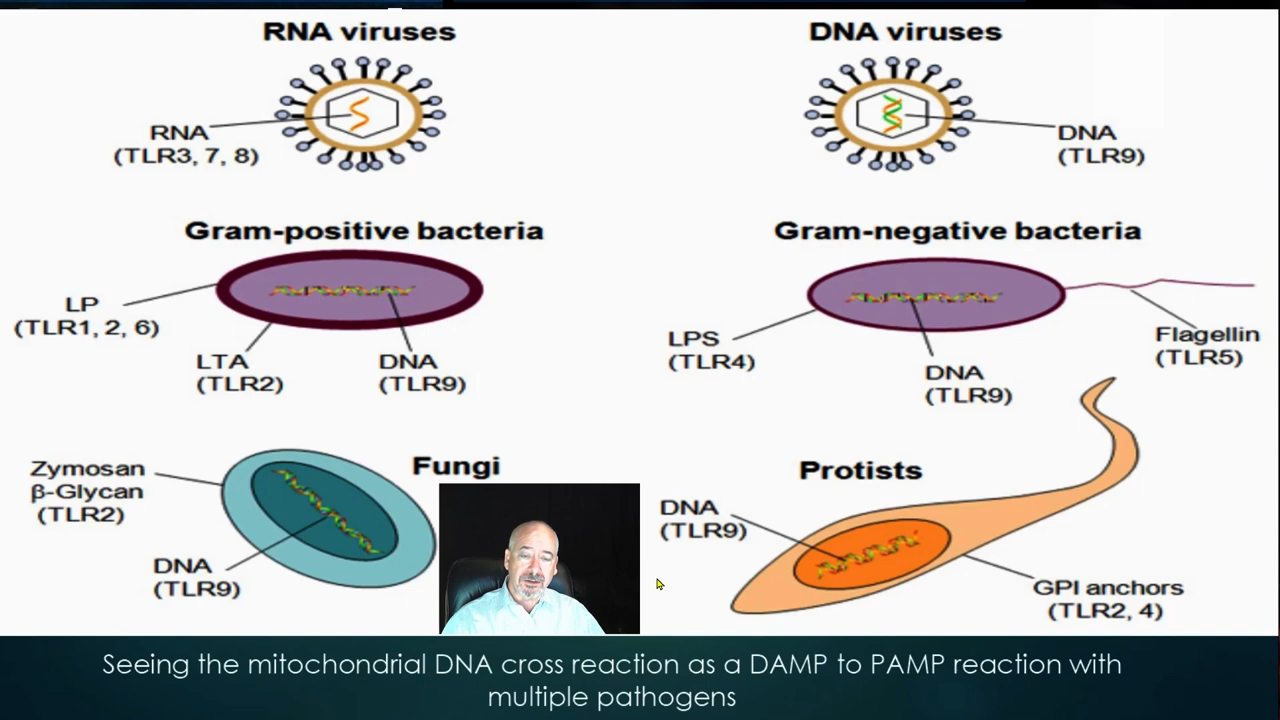 RNA viruses
DNA viruses
RNA
(TLR3, 7, 8)
DNA
(TLR9)
Gram-positive bacteria
Gram-negative bacteria
LP
(TLR1, 2, 6)
LTA
(TLR2)
DNA
(TLR9)
LPS
(TLR4)
DNA
(TLR9)
Flagellin
(TLR5)
Fungi
Protists
Zymosan
β-Glycan
(TLR2)
DNA
(TLR9)
DNA
(TLR9)
GPI anchors
(TLR2, 4)
Seeing the mitochondrial DNA cross reaction as a DAMP to PAMP reaction with
multiple pathogens